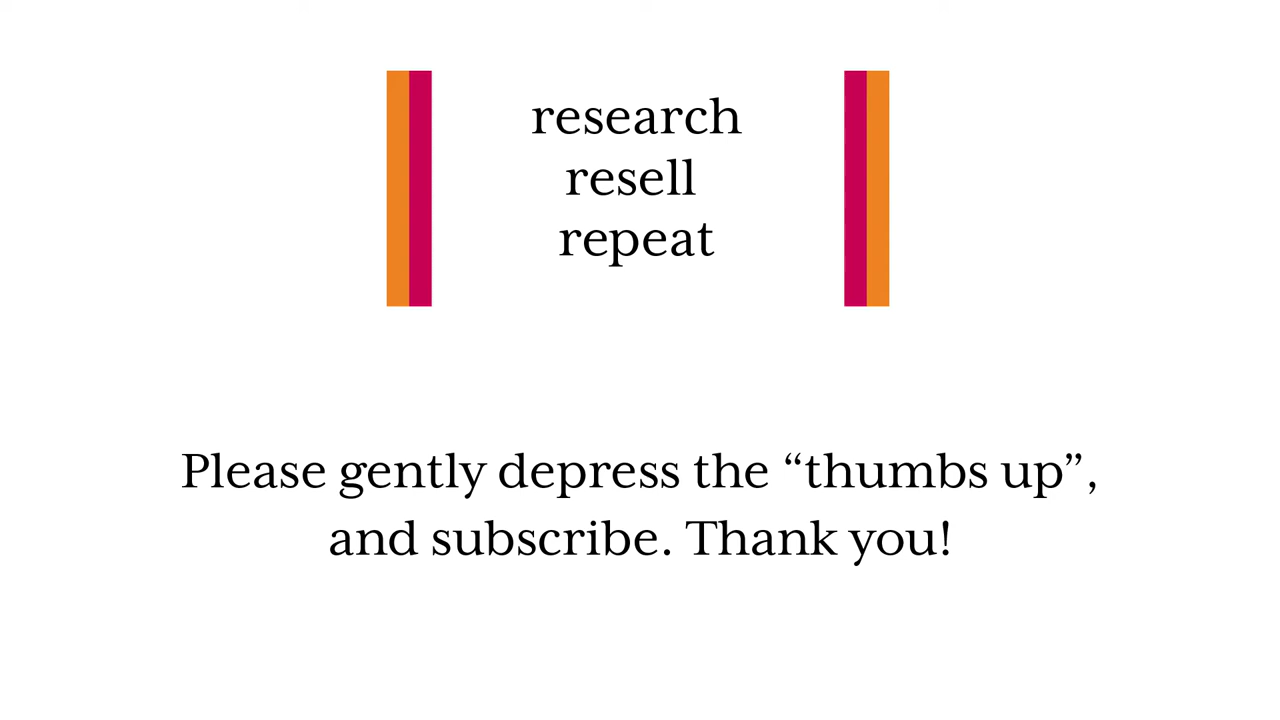 research
resell
repeat
Please gently depress the “thumbs up”,
and subscribe. Thank you!